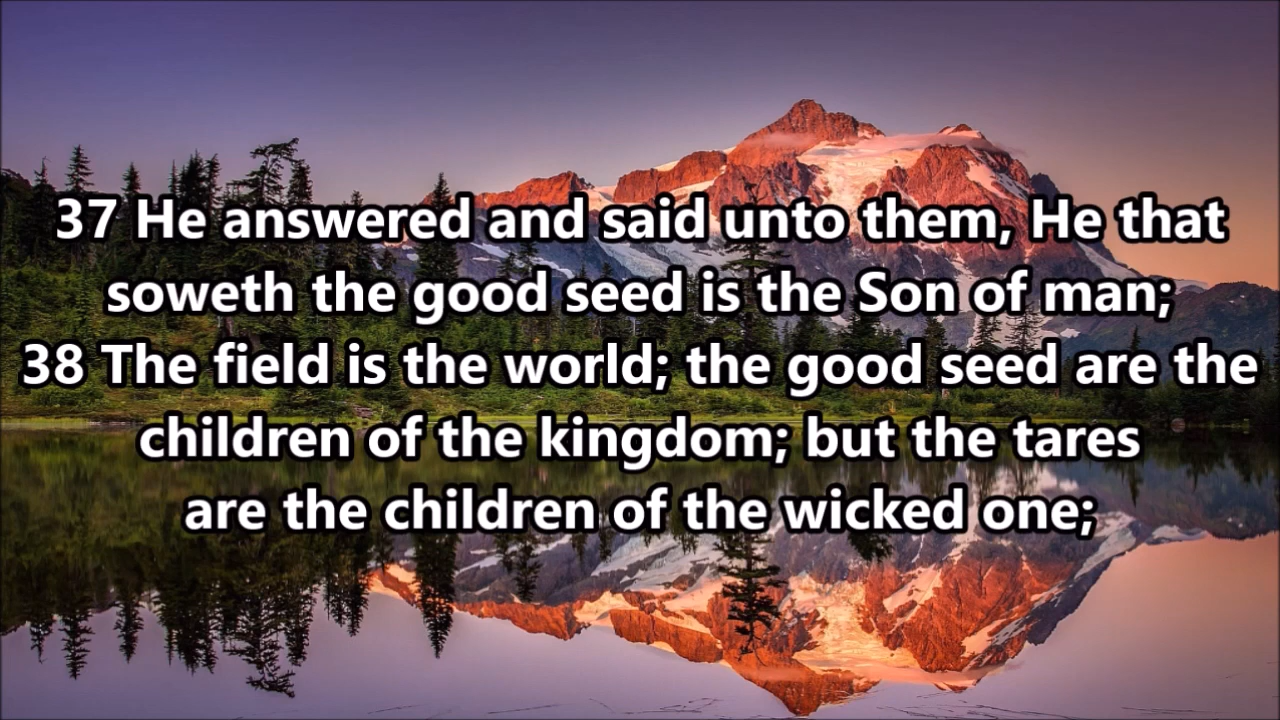 37 He answered and said unto them, He that
soweth the good seed is the Son of man;
38 The field is the world; the good seed are the
children of the kingdom; but the tares
are the children of the wicked one;